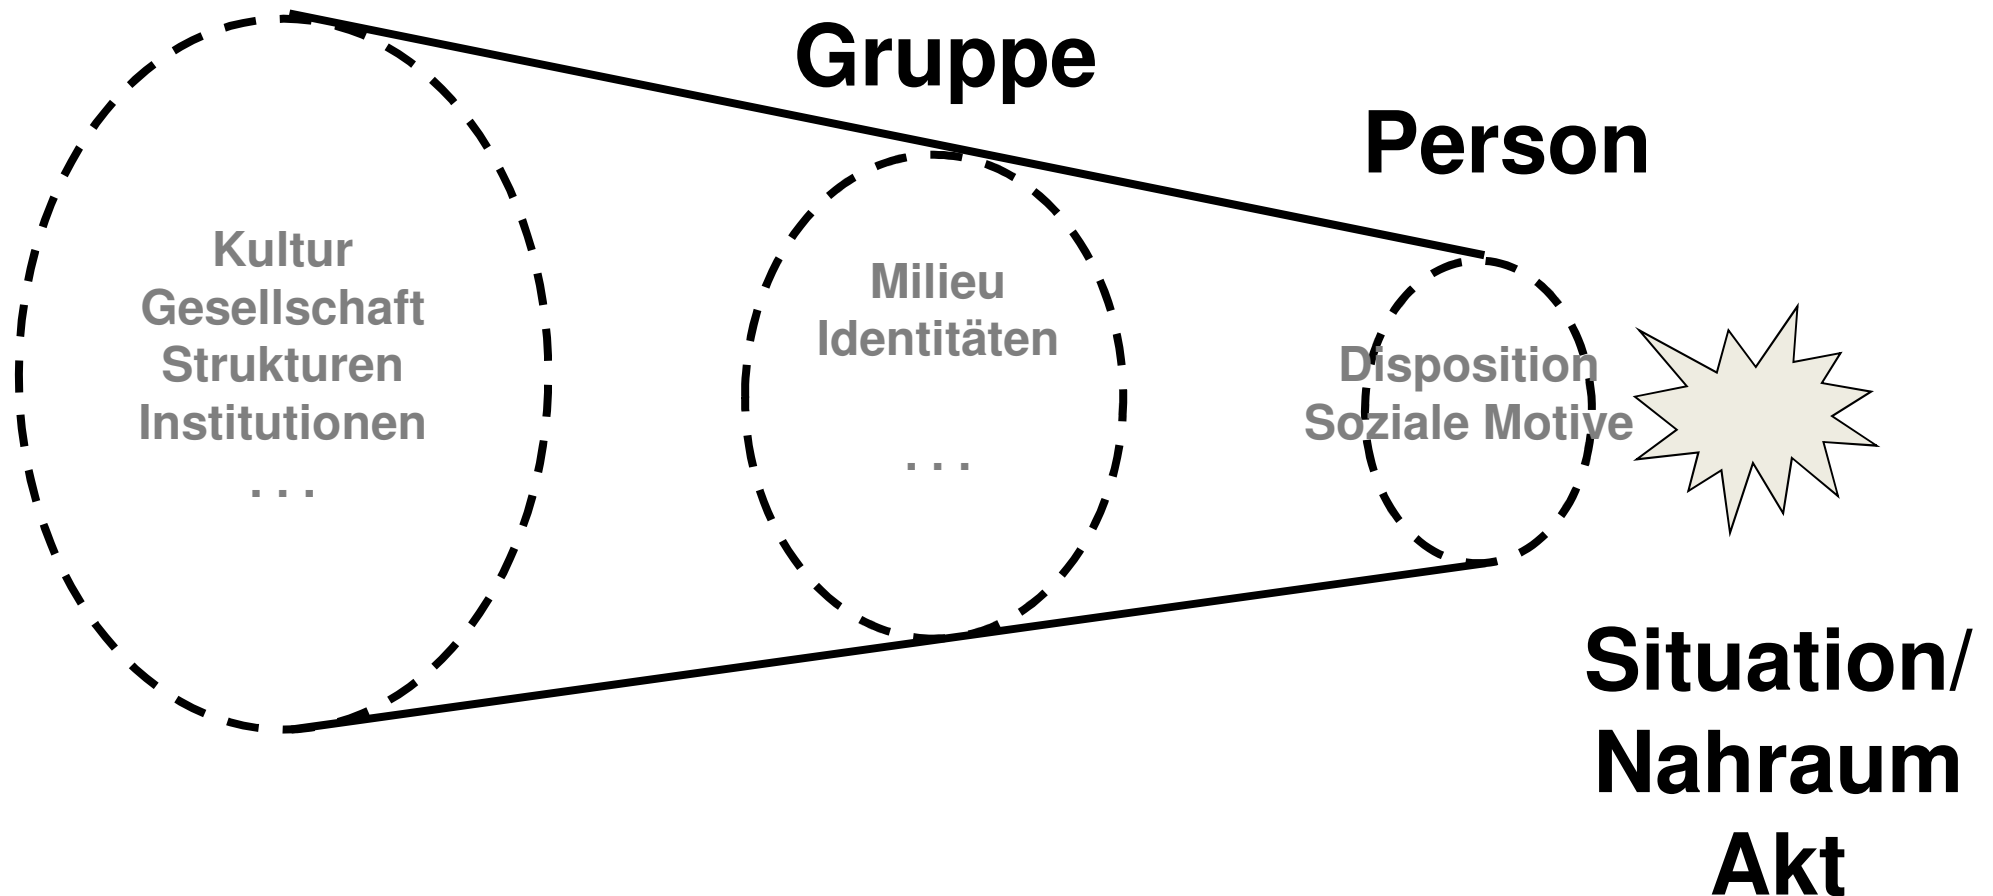 Gruppe
Person
Kultur
Gesellschaft
Strukturen
Institutionen
. . .
Milieu
Identitäten
. . .
Disposition
Soziale Motive
Situation/
Nahraum
Akt